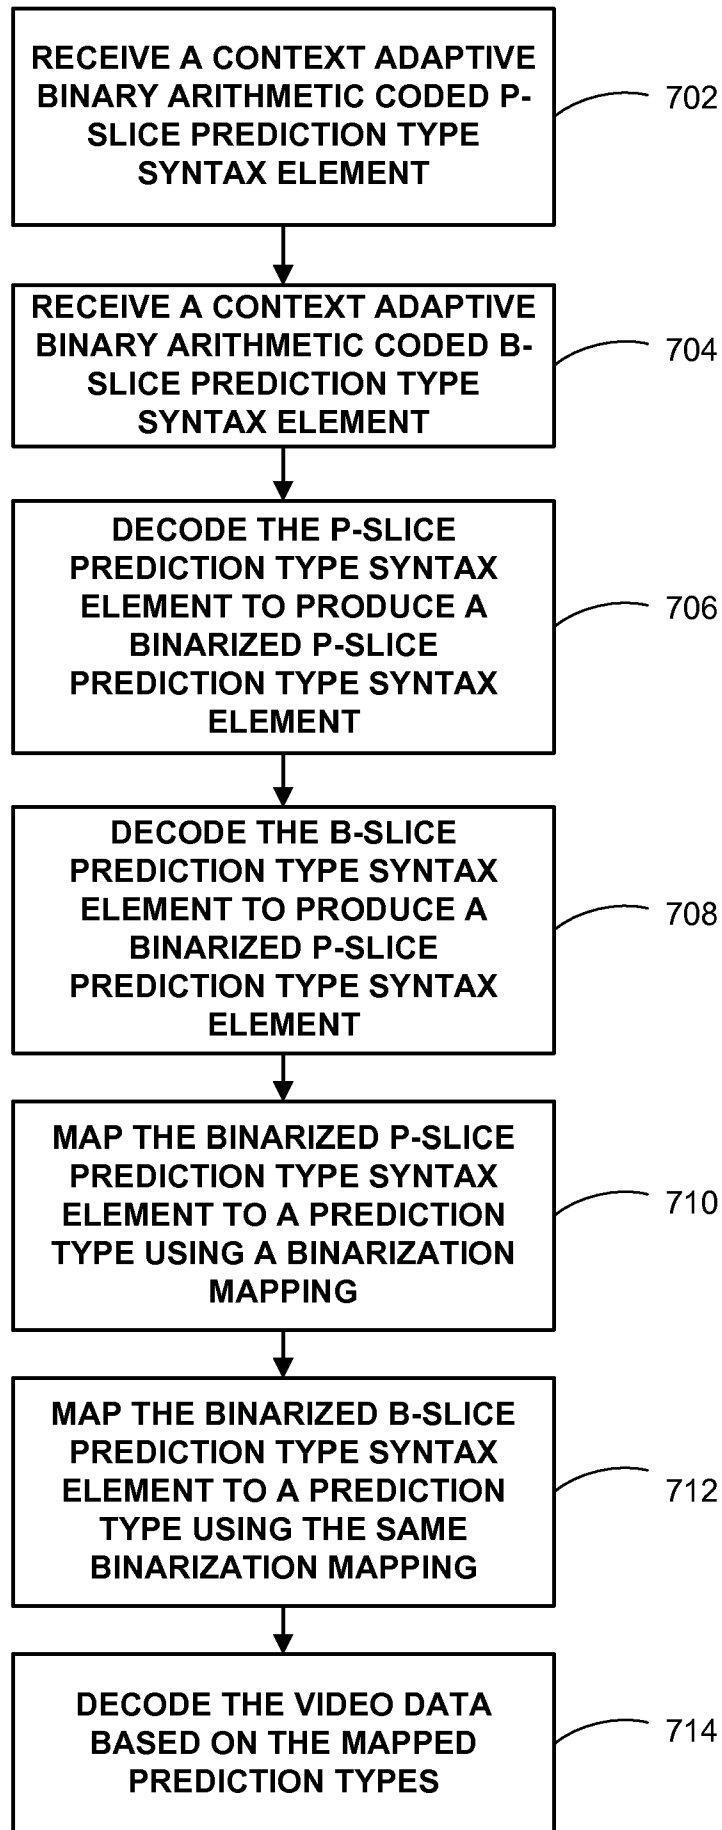 RECEIVE A CONTEXT ADAPTIVE
BINARY ARITHMETIC CODED P-
SLICE PREDICTION TYPE
SYNTAX ELEMENT
702
RECEIVE A CONTEXT ADAPTIVE
BINARY ARITHMETIC CODED B-
SLICE PREDICTION TYPE
SYNTAX ELEMENT
704
DECODE THE P-SLICE
PREDICTION TYPE SYNTAX
ELEMENT TO PRODUCE A
BINARIZED P-SLICE
PREDICTION TYPE SYNTAX
ELEMENT
706
DECODE THE B-SLICE
PREDICTION TYPE SYNTAX
ELEMENT TO PRODUCE A
BINARIZED P-SLICE
PREDICTION TYPE SYNTAX
ELEMENT
708
MAP THE BINARIZED P-SLICE
PREDICTION TYPE SYNTAX
ELEMENT TO A PREDICTION
TYPE USING A BINARIZATION
MAPPING
710
MAP THE BINARIZED B-SLICE
PREDICTION TYPE SYNTAX
ELEMENT TO A PREDICTION
TYPE USING THE SAME
BINARIZATION MAPPING
712
DECODE THE VIDEO DATA
BASED ON THE MAPPED
PREDICTION TYPES
714